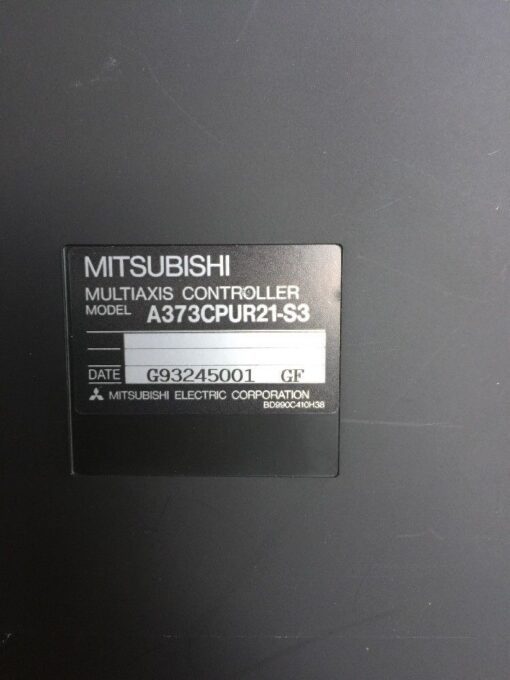 MITSUBISHI
MULTIAXIS CONTROLLER
MODEL A373CPUR21-S3
DATE G93245001 GF
MITSUBISHI ELECTRIC CORPORATION
BD990C410H38